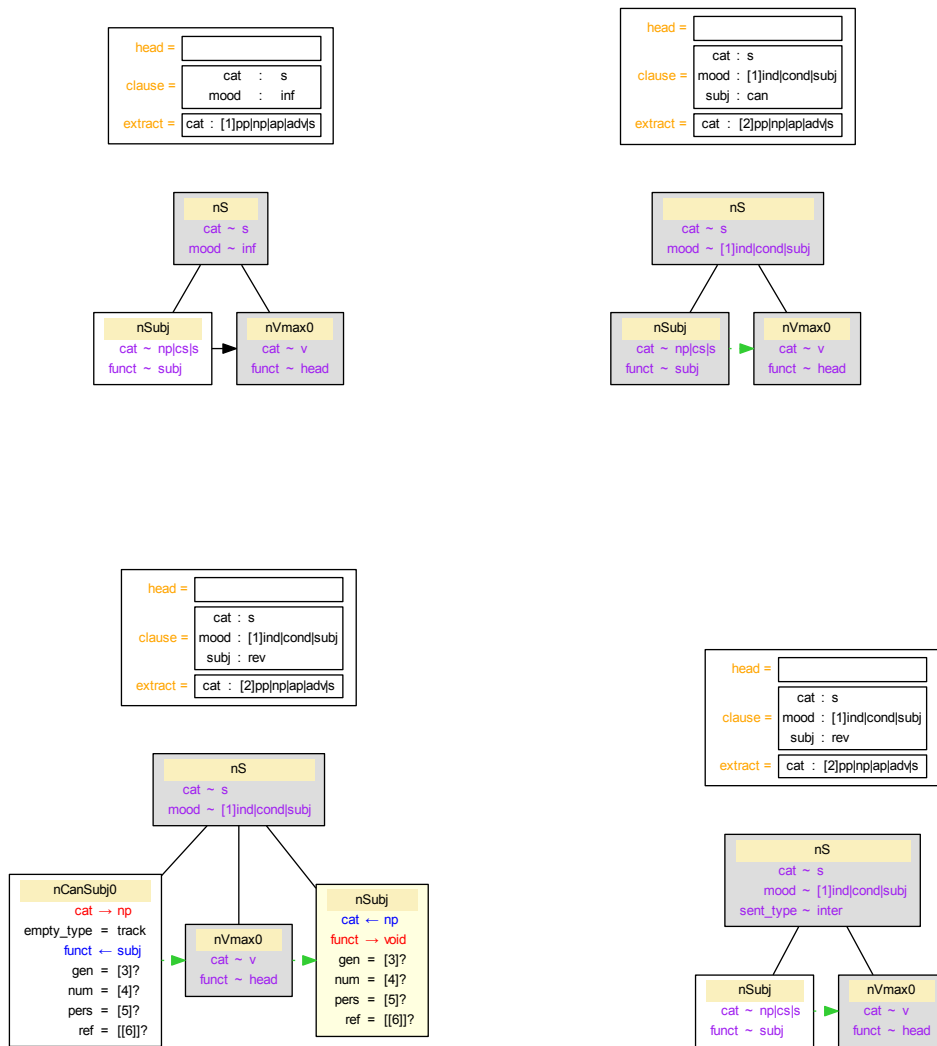 head =
clause =
cat : s
mood : inf
extract = cat : [1]pp|np|ap|adv|s
nS
cat ~ s
mood ~ inf
nSubj
cat ~ np|cs|s
funct ~ subj
nVmax0
cat ~ v
funct ~ head
head =
clause =
cat : s
mood : [1]ind|cond|subj
subj : can
extract = cat : [2]pp|np|ap|adv|s
nS
cat ~ s
mood ~ [1]ind|cond|subj
nSubj
cat ~ np|cs|s
funct ~ subj
nVmax0
cat ~ v
funct ~ head
head =
clause =
cat : s
mood : [1]ind|cond|subj
subj : rev
extract = cat : [2]pp|np|ap|adv|s
nS
cat ~ s
mood ~ [1]ind|cond|subj
nCanSubj0
cat → np
empty_type = track
funct ← subj
gen = [3]?
num = [4]?
pers = [5]?
ref = [[6]]?
nVmax0
cat ~ v
funct ~ head
nSubj
cat ← np
funct → void
gen = [3]?
num = [4]?
pers = [5]?
ref = [[6]]?
head =
clause =
cat : s
mood : [1]ind|cond|subj
subj : rev
extract = cat : [2]pp|np|ap|adv|s
nS
cat ~ s
mood ~ [1]ind|cond|subj
sent_type ~ inter
nSubj
cat ~ np|cs|s
funct ~ subj
nVmax0
cat ~ v
funct ~ head